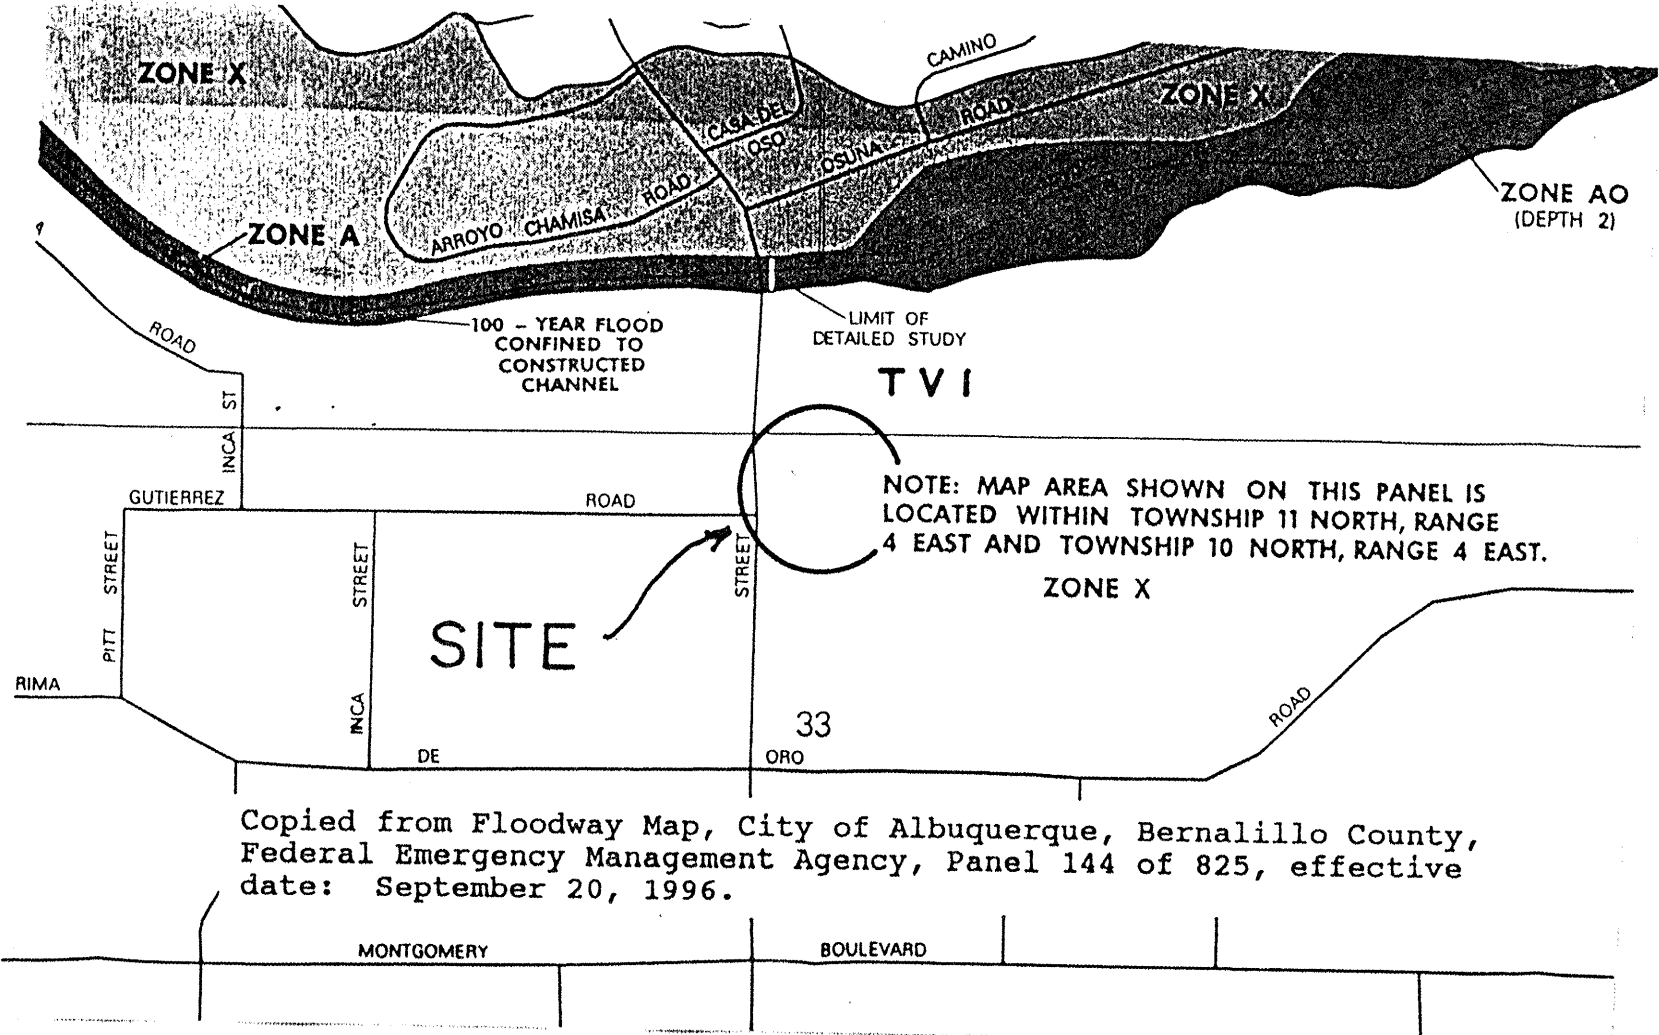 CAMINO
ZONE X
ZONE X
ROAD
CASA DEL
OSO
OSUNA
ROAD
ARROYO CHAMISA
ZONE AO
(DEPTH 2)
ZONE A
100 - YEAR FLOOD
CONFINED TO
CONSTRUCTED
CHANNEL
LIMIT OF
DETAILED STUDY
ROAD
TVI
INCA ST
GUTIERREZ ROAD
NOTE: MAP AREA SHOWN ON THIS PANEL IS
LOCATED WITHIN TOWNSHIP 11 NORTH, RANGE
4 EAST AND TOWNSHIP 10 NORTH, RANGE 4 EAST.
ZONE X
PITT STREET
INCA STREET
STREET
SITE
RIMA
33
ROAD
DE ORO
Copied from Floodway Map, City of Albuquerque, Bernalillo County,
Federal Emergency Management Agency, Panel 144 of 825, effective
date: September 20, 1996.
MONTGOMERY BOULEVARD